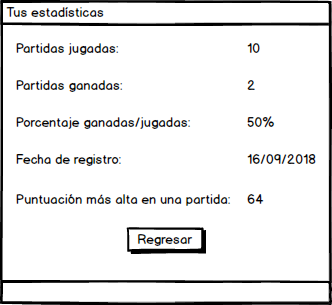 Tus estadísticas
Partidas jugadas: 10
Partidas ganadas: 2
Porcentaje ganadas/jugadas: 50%
Fecha de registro: 16/09/2018
Puntuación más alta en una partida: 64
Regresar